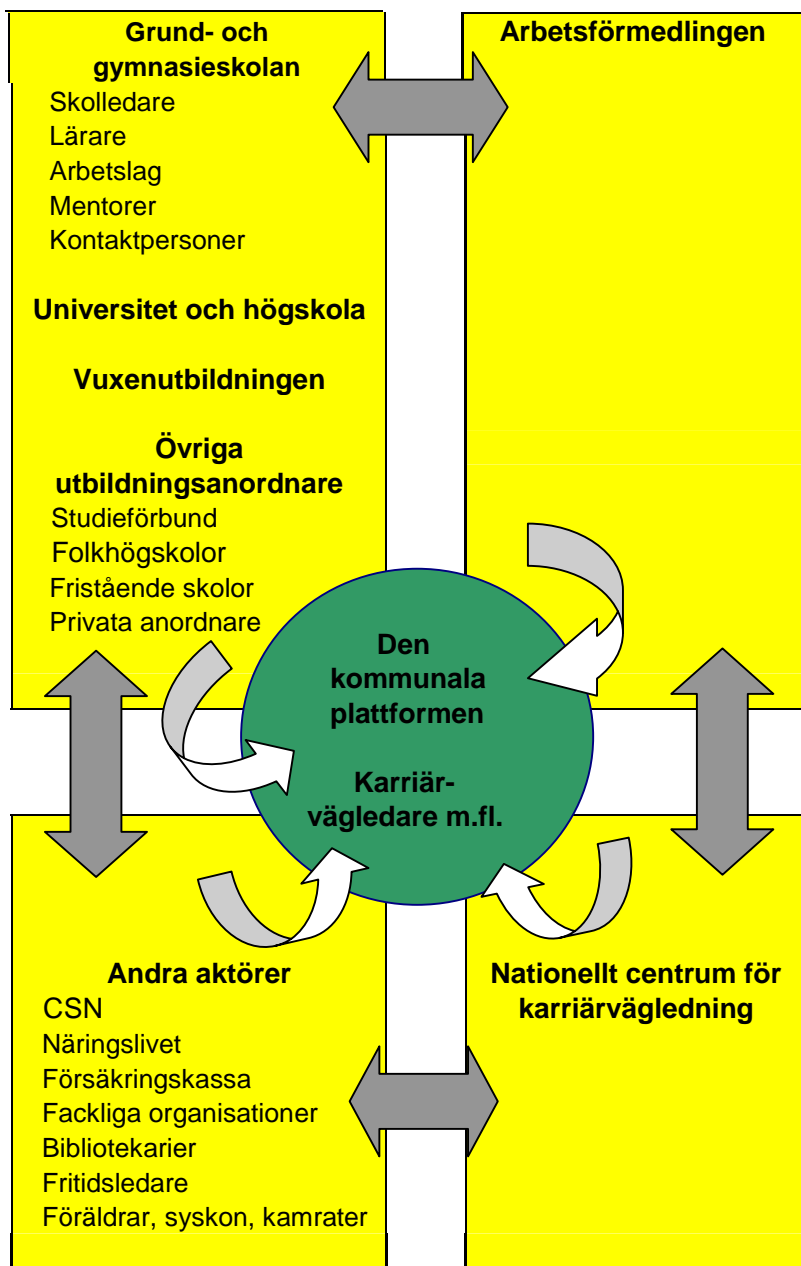 Grund- och
gymnasieskolan
Skolledare
Lärare
Arbetslag
Mentorer
Kontaktpersoner
Universitet och högskola
Vuxenutbildningen
Övriga
utbildningsanordnare
Studieförbund
Folkhögskolor
Fristående skolor
Privata anordnare
Arbetsförmedlingen
Den
kommunala
plattformen
Karriär-
vägledare m.fl.
Andra aktörer
CSN
Näringslivet
Försäkringskassa
Fackliga organisationer
Bibliotekarier
Fritidsledare
Föräldrar, syskon, kamrater
Nationellt centrum för
karriärvägledning